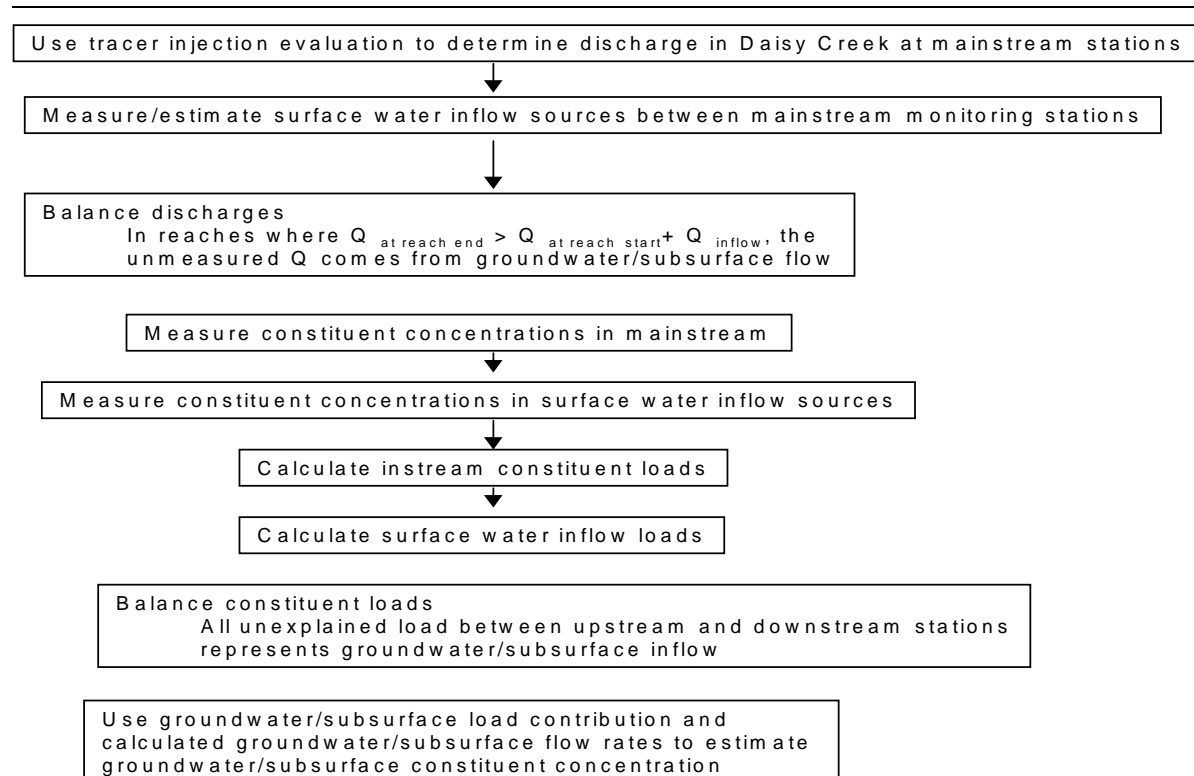 Use tracer injection evaluation to determine discharge in Daisy Creek at mainstream stations
Measure/estimate surface water inflow sources between mainstream monitoring stations
Balance discharges
In reaches where Q at reach end > Q at reach start + Q inflow, the
unmeasured Q comes from groundwater/subsurface flow
Measure constituent concentrations in mainstream
Measure constituent concentrations in surface water inflow sources
Calculate instream constituent loads
Calculate surface water inflow loads
Balance constituent loads
All unexplained load between upstream and downstream stations
represents groundwater/subsurface inflow
Use groundwater/subsurface load contribution and
calculated groundwater/subsurface flow rates to estimate
groundwater/subsurface constituent concentration